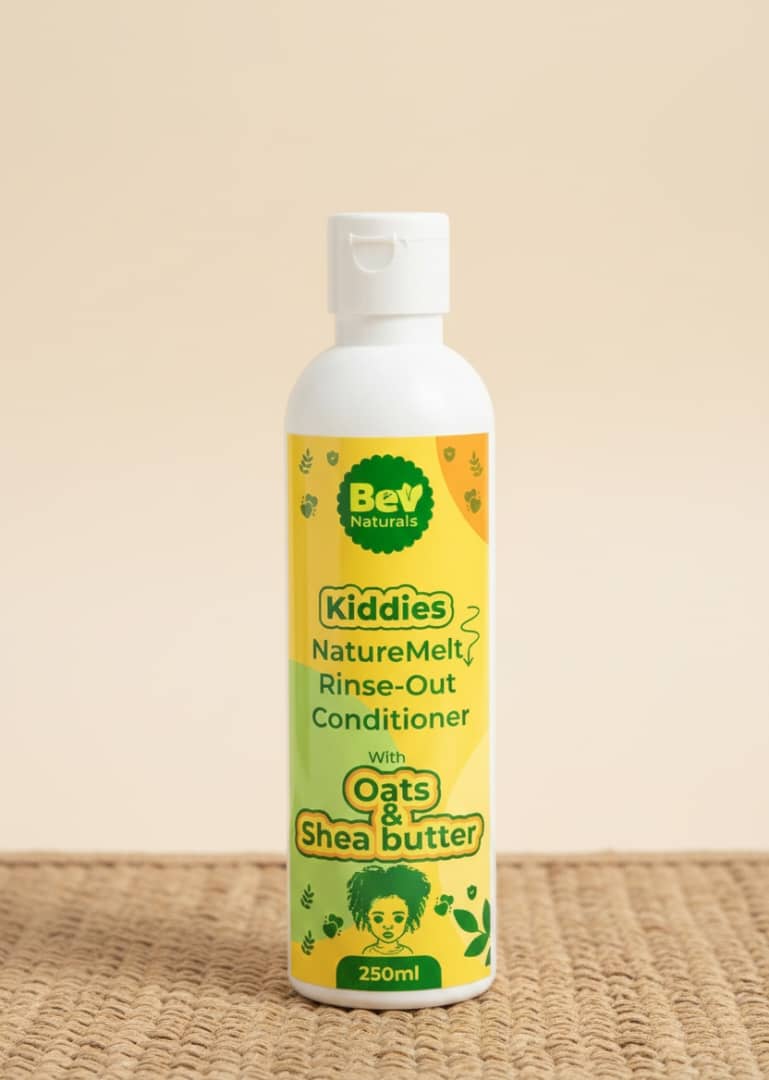 Bev
Naturals
Kiddies
NatureMelt
Rinse-Out
Conditioner
With
Oats
&
Shea butter
250ml